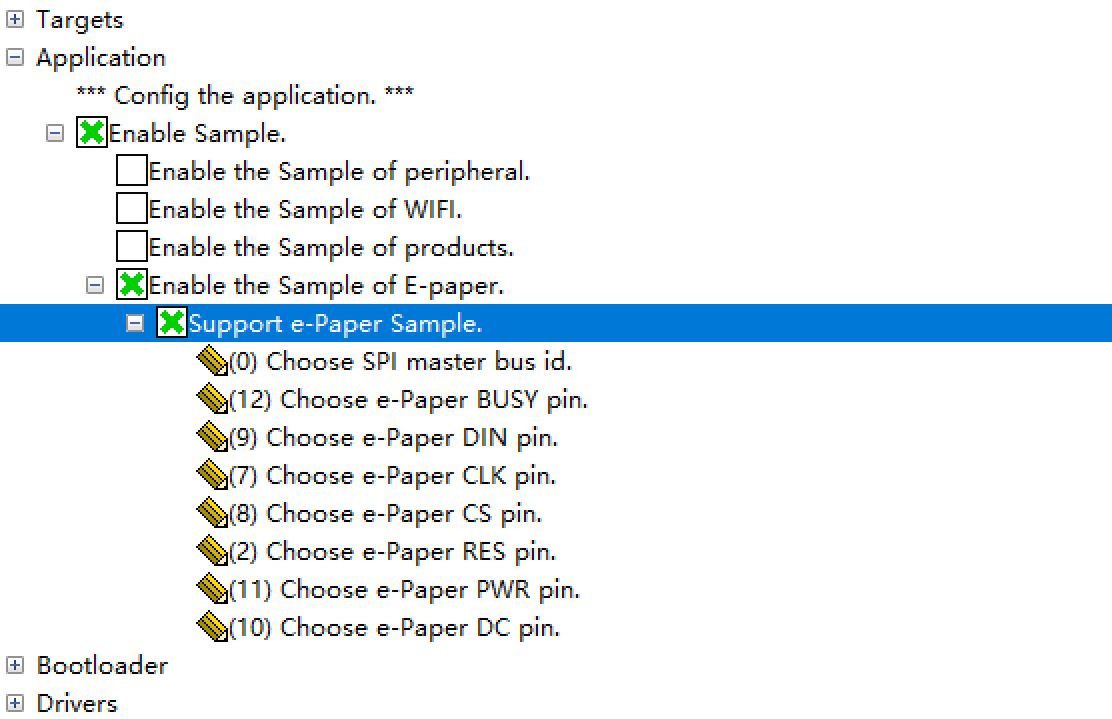 Targets
Application
*** Config the application. ***
Enable Sample.
Enable the Sample of peripheral.
Enable the Sample of WIFI.
Enable the Sample of products.
Enable the Sample of E-paper.
Support e-Paper Sample.
(0) Choose SPI master bus id.
(12) Choose e-Paper BUSY pin.
(9) Choose e-Paper DIN pin.
(7) Choose e-Paper CLK pin.
(8) Choose e-Paper CS pin.
(2) Choose e-Paper RES pin.
(11) Choose e-Paper PWR pin.
(10) Choose e-Paper DC pin.
Bootloader
Drivers